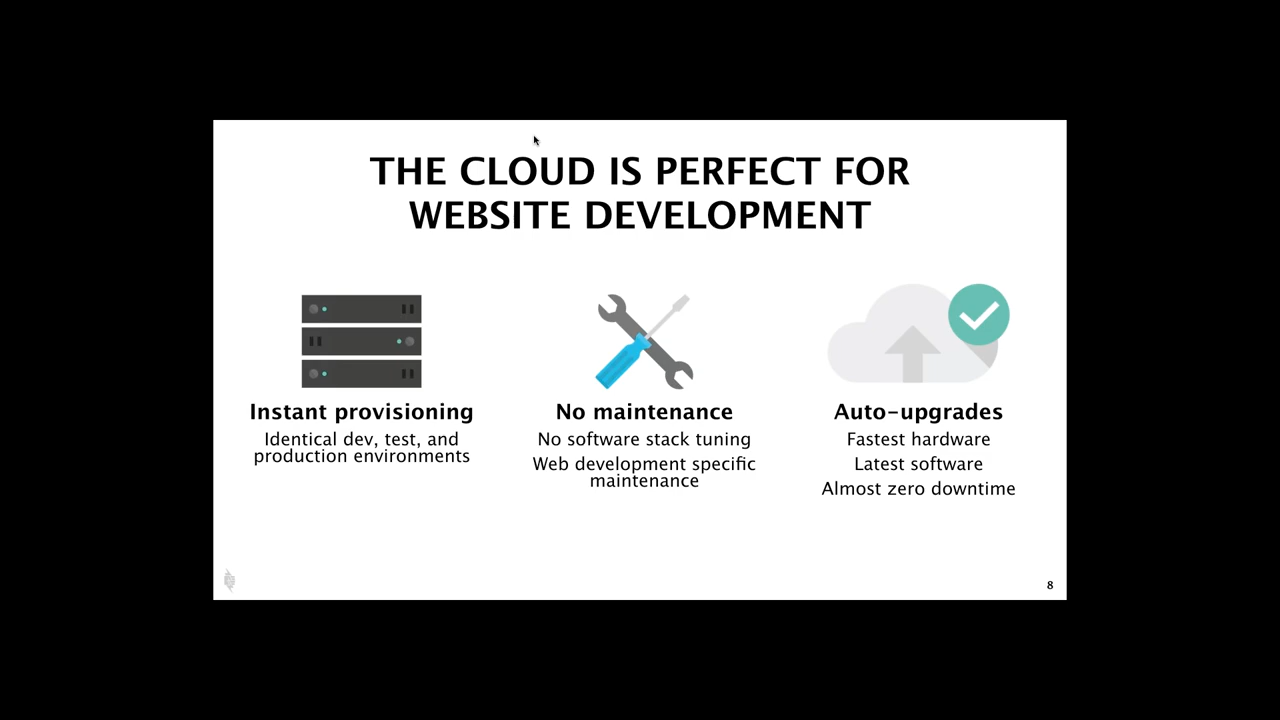 THE CLOUD IS PERFECT FOR
WEBSITE DEVELOPMENT
Instant provisioning
Identical dev, test, and
production environments
No maintenance
No software stack tuning
Web development specific
maintenance
Auto-upgrades
Fastest hardware
Latest software
Almost zero downtime
8